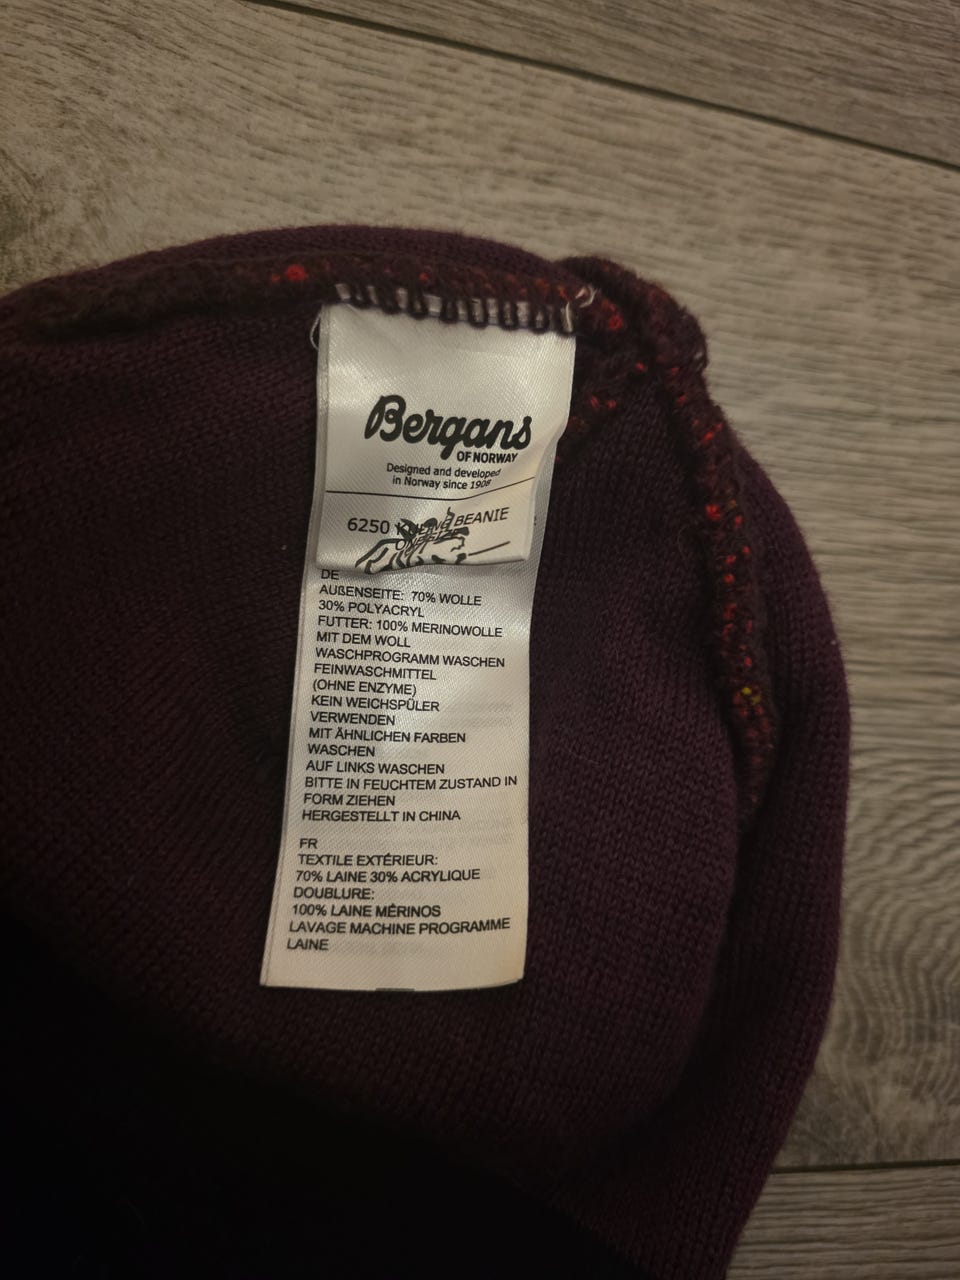 Bergans
OF NORWAY
Designed and developed
in Norway since 1908
6250 KULING BEANIE
ONESIZE
DE
AUßENSEITE: 70% WOLLE
30% POLYACRYL
FUTTER: 100% MERINOWOLLE
MIT DEM WOLL
WASCHPROGRAMM WASCHEN
FEINWASCHMITTEL
(OHNE ENZYME)
KEIN WEICHSPÜLER
VERWENDEN
MIT ÄHNLICHEN FARBEN
WASCHEN
AUF LINKS WASCHEN
BITTE IN FEUCHTEM ZUSTAND IN
FORM ZIEHEN
HERGESTELLT IN CHINA
FR
TEXTILE EXTÉRIEUR:
70% LAINE 30% ACRYLIQUE
DOUBLURE:
100% LAINE MÉRINOS
LAVAGE MACHINE PROGRAMME
LAINE